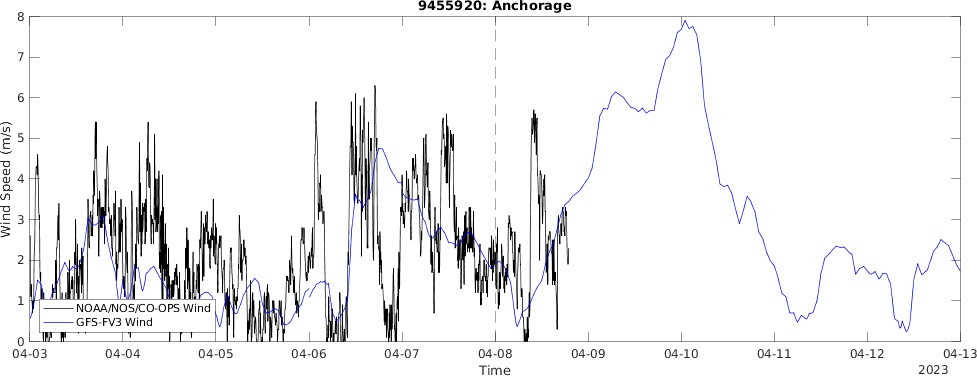 9455920: Anchorage
8
7
6
5
4
3
2
1
0
Wind Speed (m/s)
NOAA/NOS/CO-OPS Wind
GFS-FV3 Wind
04-03 04-04 04-05 04-06 04-07 04-08 04-09 04-10 04-11 04-12 04-13
Time
2023